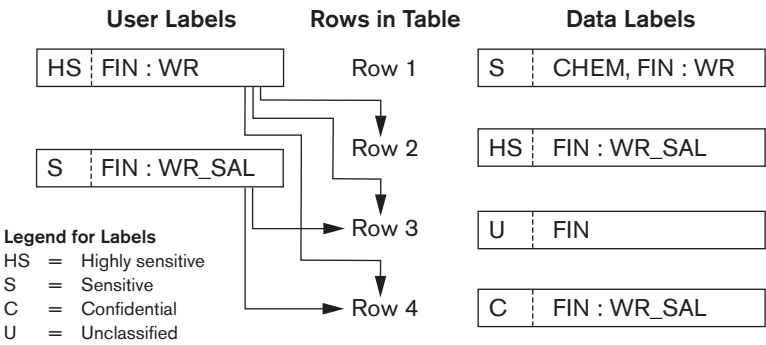 User Labels Rows in Table Data Labels
HS FIN : WR Row 1 S CHEM, FIN : WR
Row 2 HS FIN : WR_SAL
S FIN : WR_SAL
Row 3 U FIN
Legend for Labels
HS = Highly sensitive
S = Sensitive
C = Confidential
U = Unclassified
Row 4 C FIN : WR_SAL